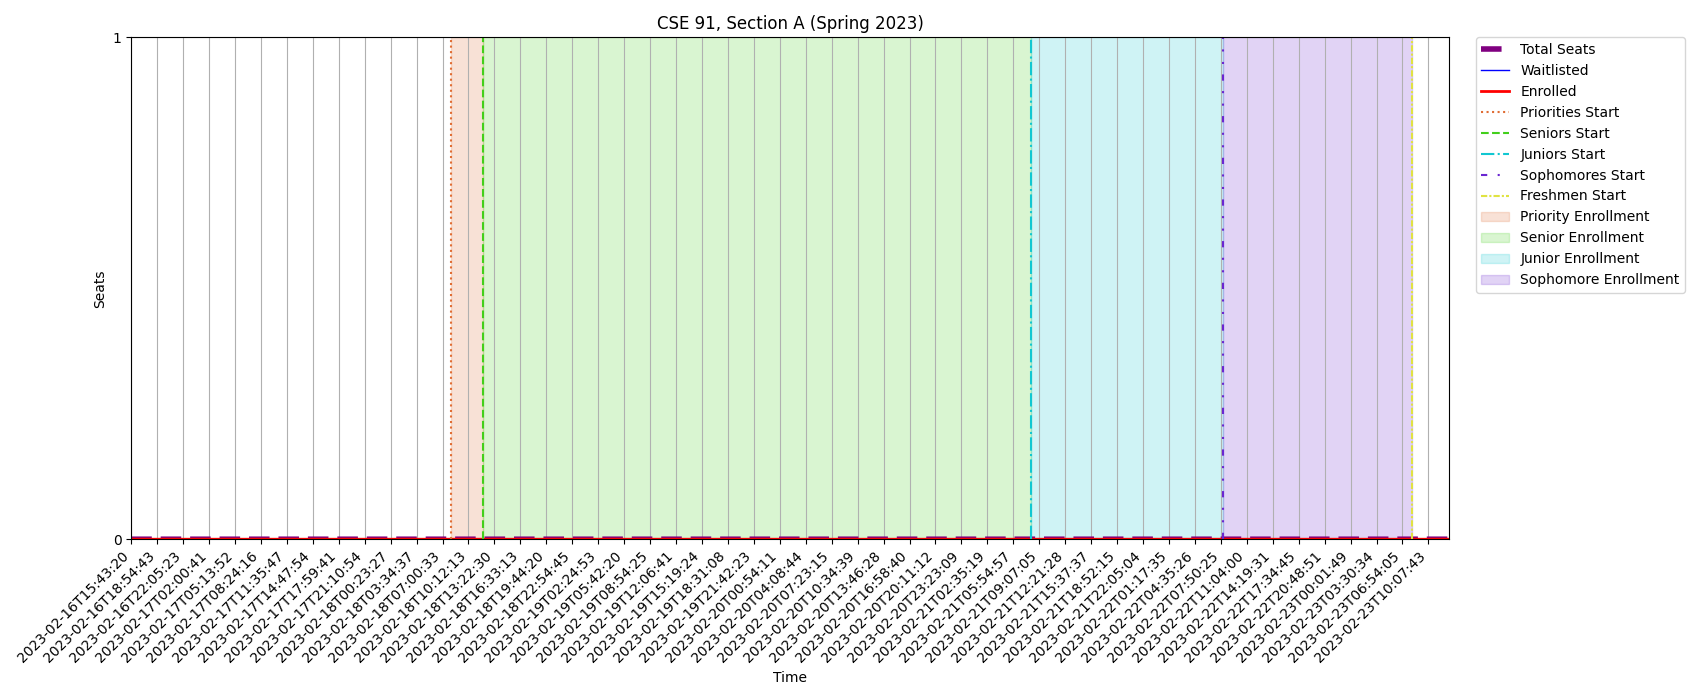 CSE 91, Section A (Spring 2023)
1
0
Seats
2023-02-16T15:43:20
2023-02-16T18:54:43
2023-02-16T22:05:23
2023-02-17T02:00:41
2023-02-17T05:13:52
2023-02-17T08:24:16
2023-02-17T11:35:47
2023-02-17T14:47:54
2023-02-17T17:59:41
2023-02-17T21:10:54
2023-02-18T00:23:27
2023-02-18T03:34:37
2023-02-18T07:00:33
2023-02-18T10:12:13
2023-02-18T13:22:30
2023-02-18T16:33:13
2023-02-18T19:44:20
2023-02-18T22:54:45
2023-02-19T02:24:53
2023-02-19T05:42:20
2023-02-19T08:54:25
2023-02-19T12:06:41
2023-02-19T15:19:24
2023-02-19T18:31:08
2023-02-19T21:42:23
2023-02-20T00:54:11
2023-02-20T04:08:44
2023-02-20T07:23:15
2023-02-20T10:34:39
2023-02-20T13:46:28
2023-02-20T16:58:40
2023-02-20T20:11:12
2023-02-20T23:23:09
2023-02-21T02:35:19
2023-02-21T05:54:57
2023-02-21T09:07:05
2023-02-21T12:21:28
2023-02-21T15:37:37
2023-02-21T18:52:15
2023-02-21T22:05:04
2023-02-22T01:17:35
2023-02-22T04:35:26
2023-02-22T07:50:25
2023-02-22T11:04:00
2023-02-22T14:19:31
2023-02-22T17:34:45
2023-02-22T20:48:51
2023-02-23T00:01:49
2023-02-23T03:30:34
2023-02-23T06:54:05
2023-02-23T10:07:43
Time
Total Seats
Waitlisted
Enrolled
Priorities Start
Seniors Start
Juniors Start
Sophomores Start
Freshmen Start
Priority Enrollment
Senior Enrollment
Junior Enrollment
Sophomore Enrollment